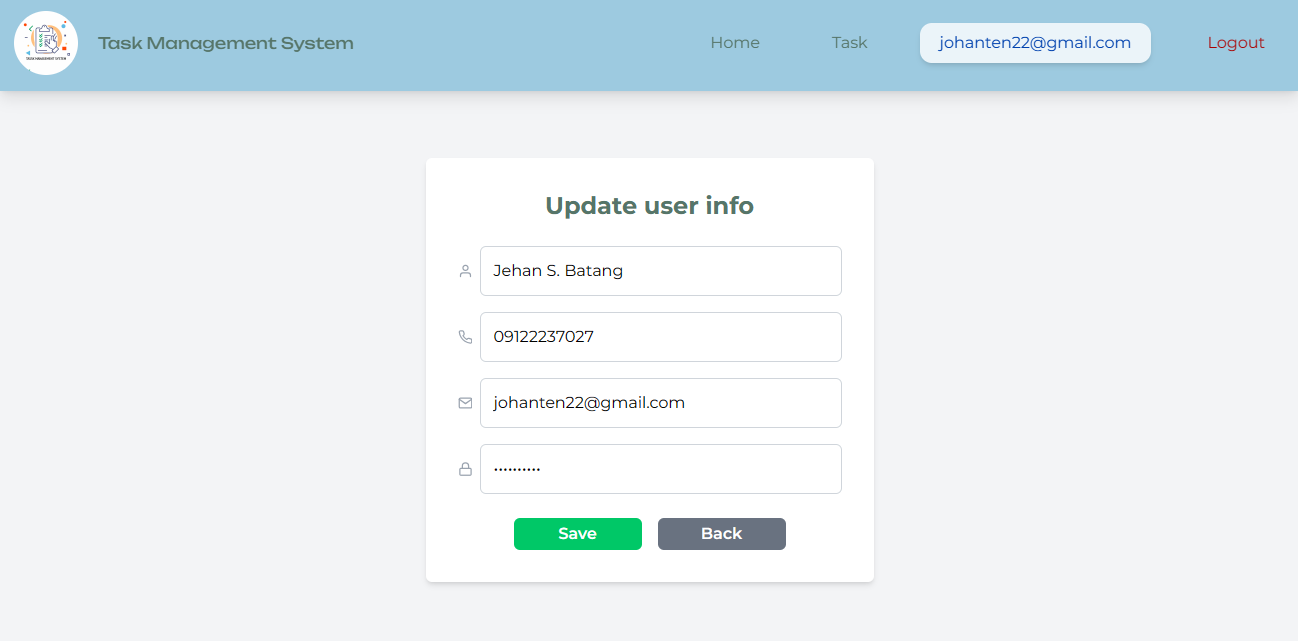 TASK MANAGEMENT SYSTEM
Task Management System
Home
Task
johanten22@gmail.com
Logout
Update user info
Jehan S. Batang
09122237027
johanten22@gmail.com
••••••••••
Save
Back